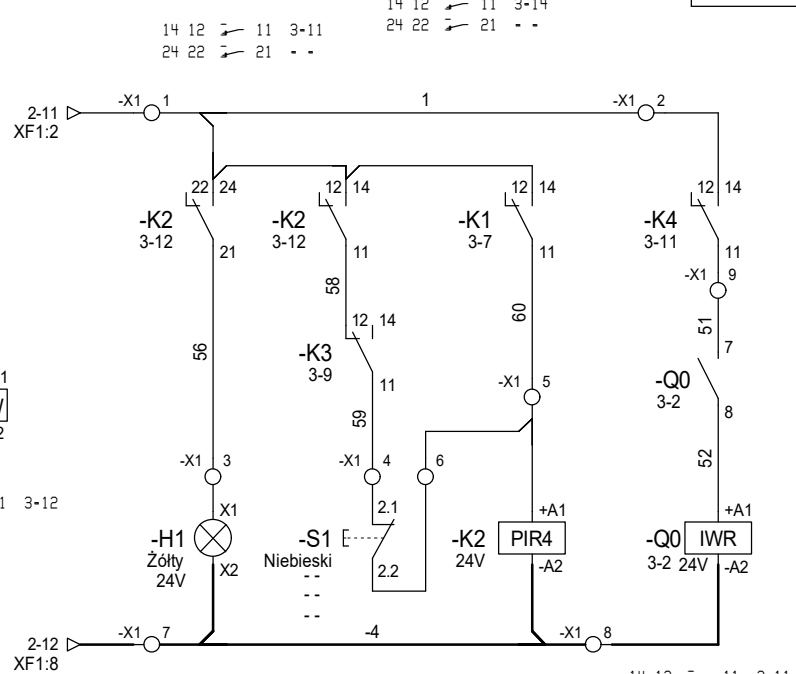 14 12 11 3-14
14 12 11 3-11
24 22 21 - -
24 22 21 - -
2-11
XF1:2
-X1 1
1
-X1 2
22 24
12 14
12 14
12 14
-K2
3-12
-K2
3-12
-K1
3-7
-K4
3-11
21
11
11
11
-X1 9
58
60
51
56
12 14
-K3
3-9
11
7
-Q0
3-2
8
1
2
-X1 5
59
52
-X1 3
-X1 4
6
1 3-12
X1
2.1
+A1
+A1
-H1
Żółty
24V
X2
-S1
Niebieski
2.2
- -
- -
- -
-K2
24V
PIR4
-A2
-Q0
3-2 24V
IWR
-A2
2-12
XF1:8
-X1 7
-4
-X1 8